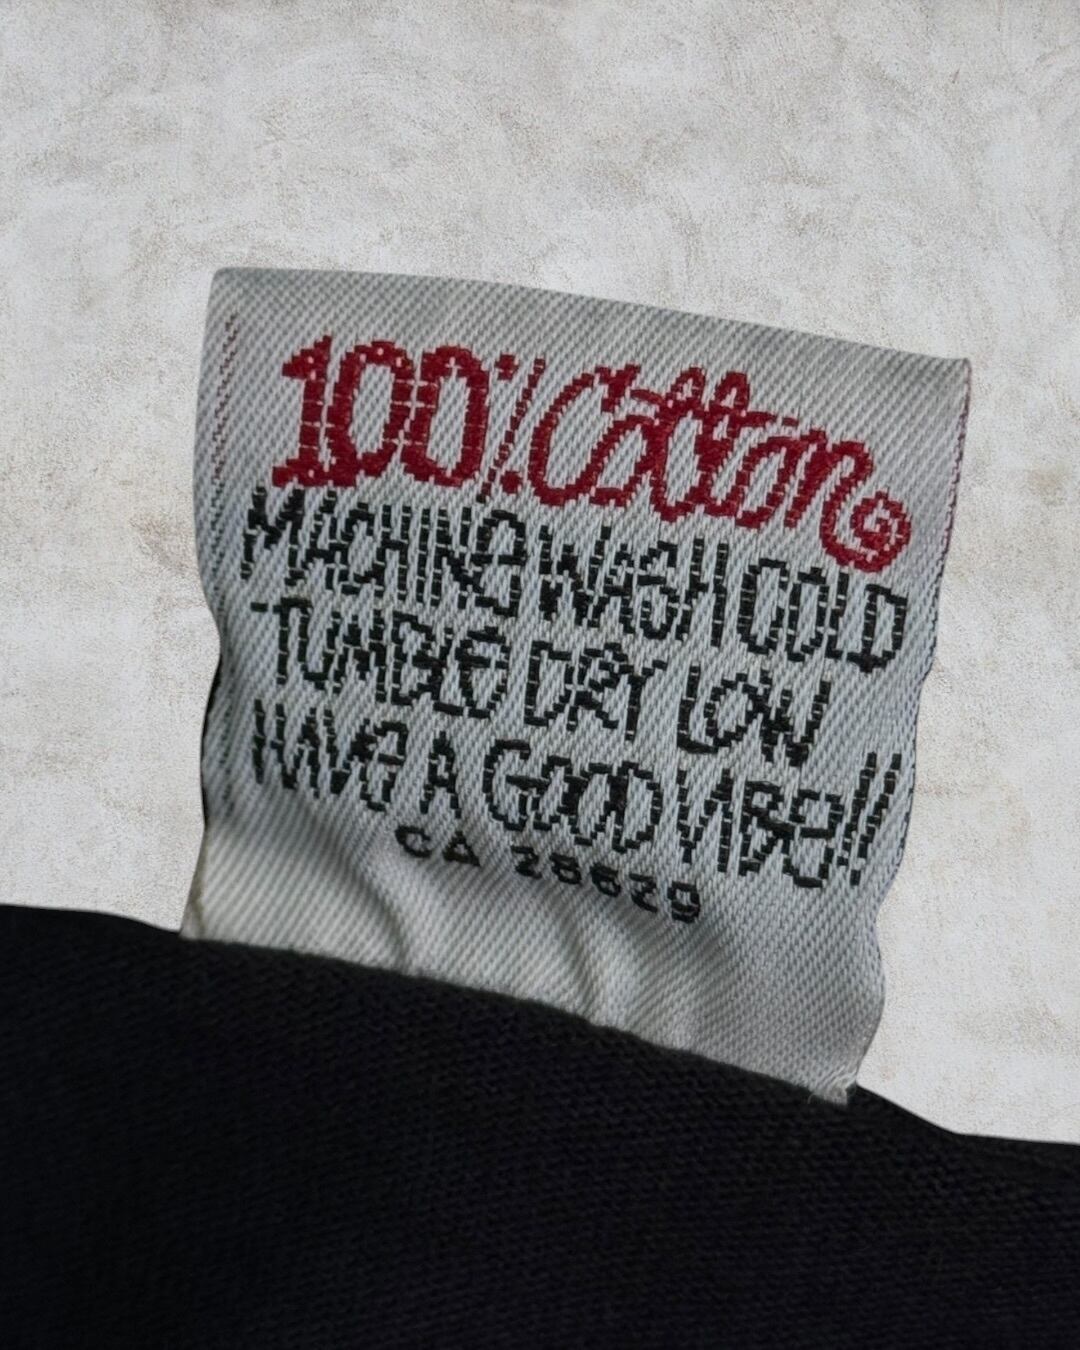 100% Cotton
MACHINE WASH COLD
TUMBLE DRY LOW
HAVE A GOOD VIBE!!
CA 28629